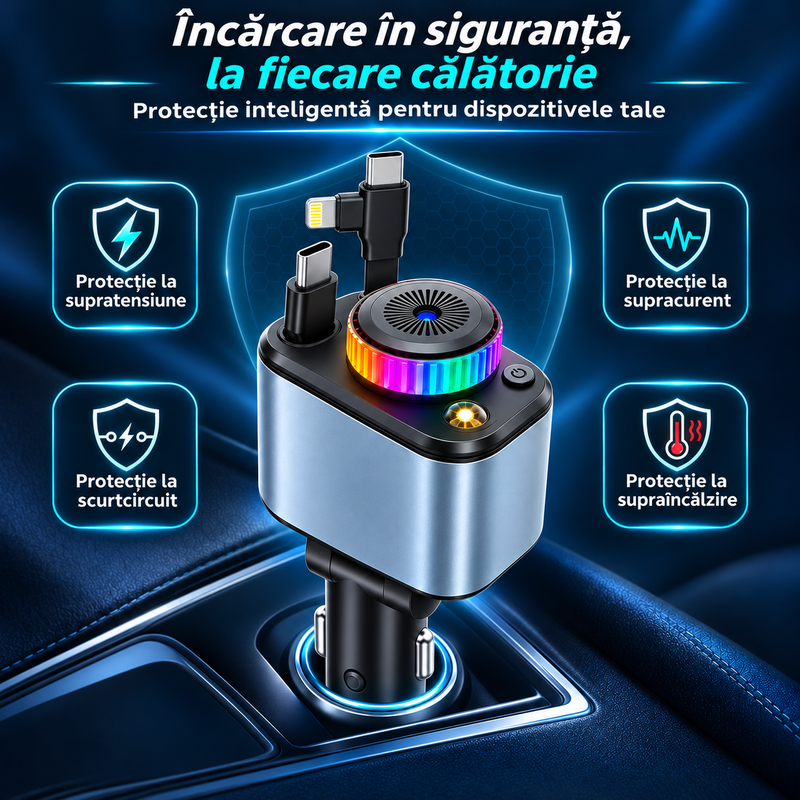 Încărcare în siguranță,
la fiecare călătorie
Protecție inteligentă pentru dispozitivele tale
Protecție la
supratensiune
Protecție la
supracurent
Protecție la
scurtcircuit
Protecție la
supraîncălzire